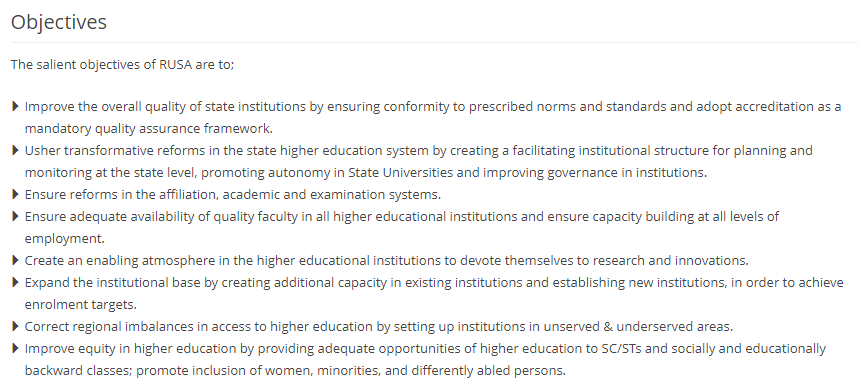 Objectives
The salient objectives of RUSA are to;
Improve the overall quality of state institutions by ensuring conformity to prescribed norms and standards and adopt accreditation as a
mandatory quality assurance framework.
Usher transformative reforms in the state higher education system by creating a facilitating institutional structure for planning and
monitoring at the state level, promoting autonomy in State Universities and improving governance in institutions.
Ensure reforms in the affiliation, academic and examination systems.
Ensure adequate availability of quality faculty in all higher educational institutions and ensure capacity building at all levels of
employment.
Create an enabling atmosphere in the higher educational institutions to devote themselves to research and innovations.
Expand the institutional base by creating additional capacity in existing institutions and establishing new institutions, in order to achieve
enrolment targets.
Correct regional imbalances in access to higher education by setting up institutions in unserved & underserved areas.
Improve equity in higher education by providing adequate opportunities of higher education to SC/STs and socially and educationally
backward classes; promote inclusion of women, minorities, and differently abled persons.